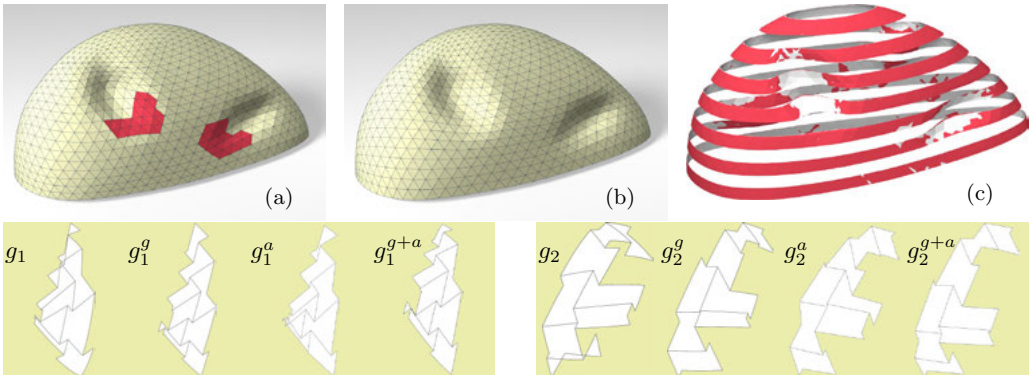 (a) (b) (c)
g₁ g₁ᵍ g₁ᵃ g₁ᵍ⁺ᵃ g₂ g₂ᵍ g₂ᵃ g₂ᵍ⁺ᵃ